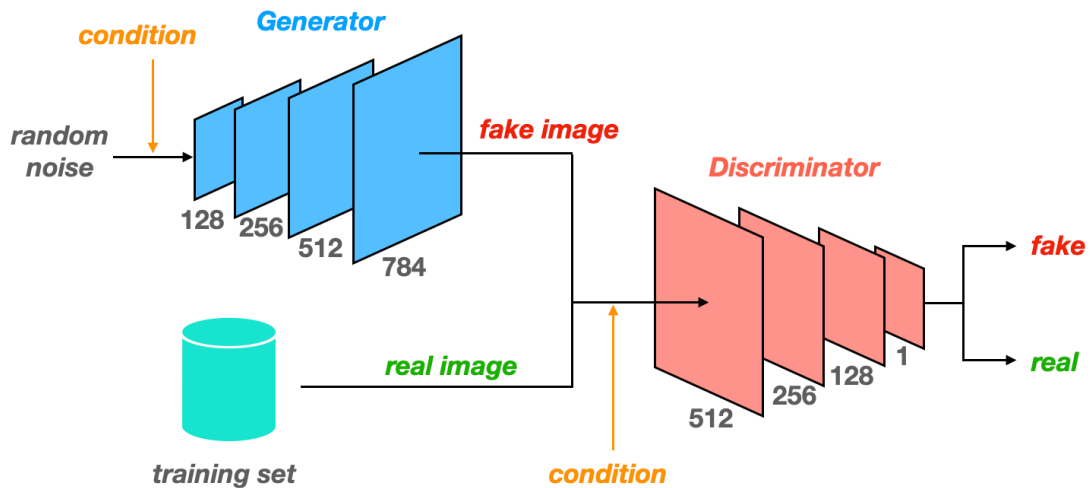 Generator
condition
random
noise
fake image
128
256
512
784
Discriminator
fake
real
real image
512
256
128
1
training set
condition